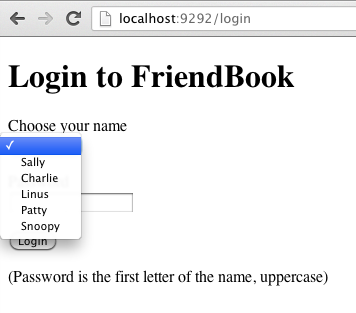 localhost:9292/login
Login to FriendBook
Choose your name
Sally
Charlie
Linus
Patty
Snoopy
Login
(Password is the first letter of the name, uppercase)